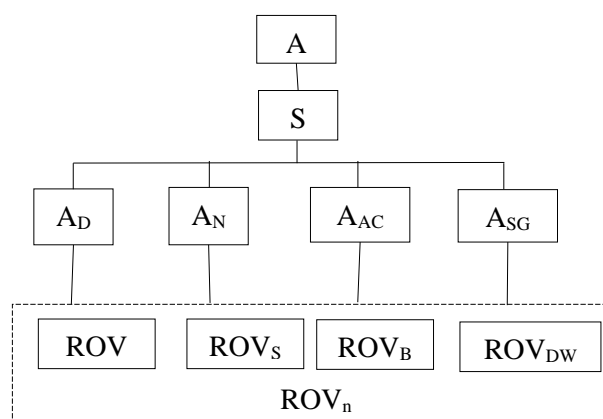 A
S
A_D A_N A_AC A_SG
ROV ROV_S ROV_B ROV_DW
ROV_n